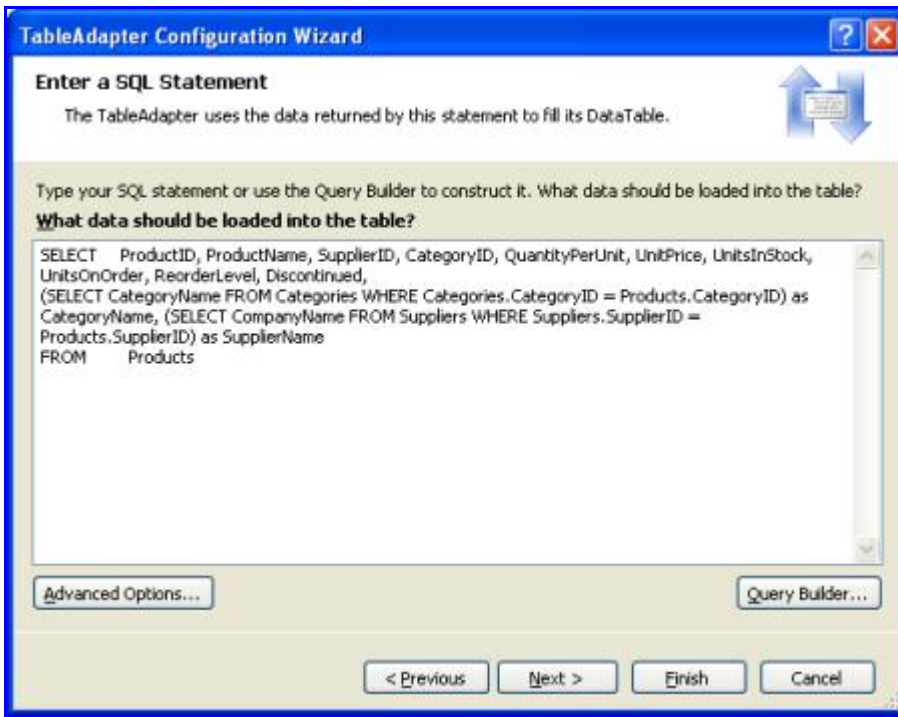 TableAdapter Configuration Wizard
?
Enter a SQL Statement
The TableAdapter uses the data returned by this statement to fill its DataTable.
Type your SQL statement or use the Query Builder to construct it. What data should be loaded into the table?
What data should be loaded into the table?
SELECT ProductID, ProductName, SupplierID, CategoryID, QuantityPerUnit, UnitPrice, UnitsInStock,
UnitsOnOrder, ReorderLevel, Discontinued,
(SELECT CategoryName FROM Categories WHERE Categories.CategoryID = Products.CategoryID) as
CategoryName, (SELECT CompanyName FROM Suppliers WHERE Suppliers.SupplierID =
Products.SupplierID) as SupplierName
FROM Products
Advanced Options... Query Builder...
< Previous Next > Finish Cancel